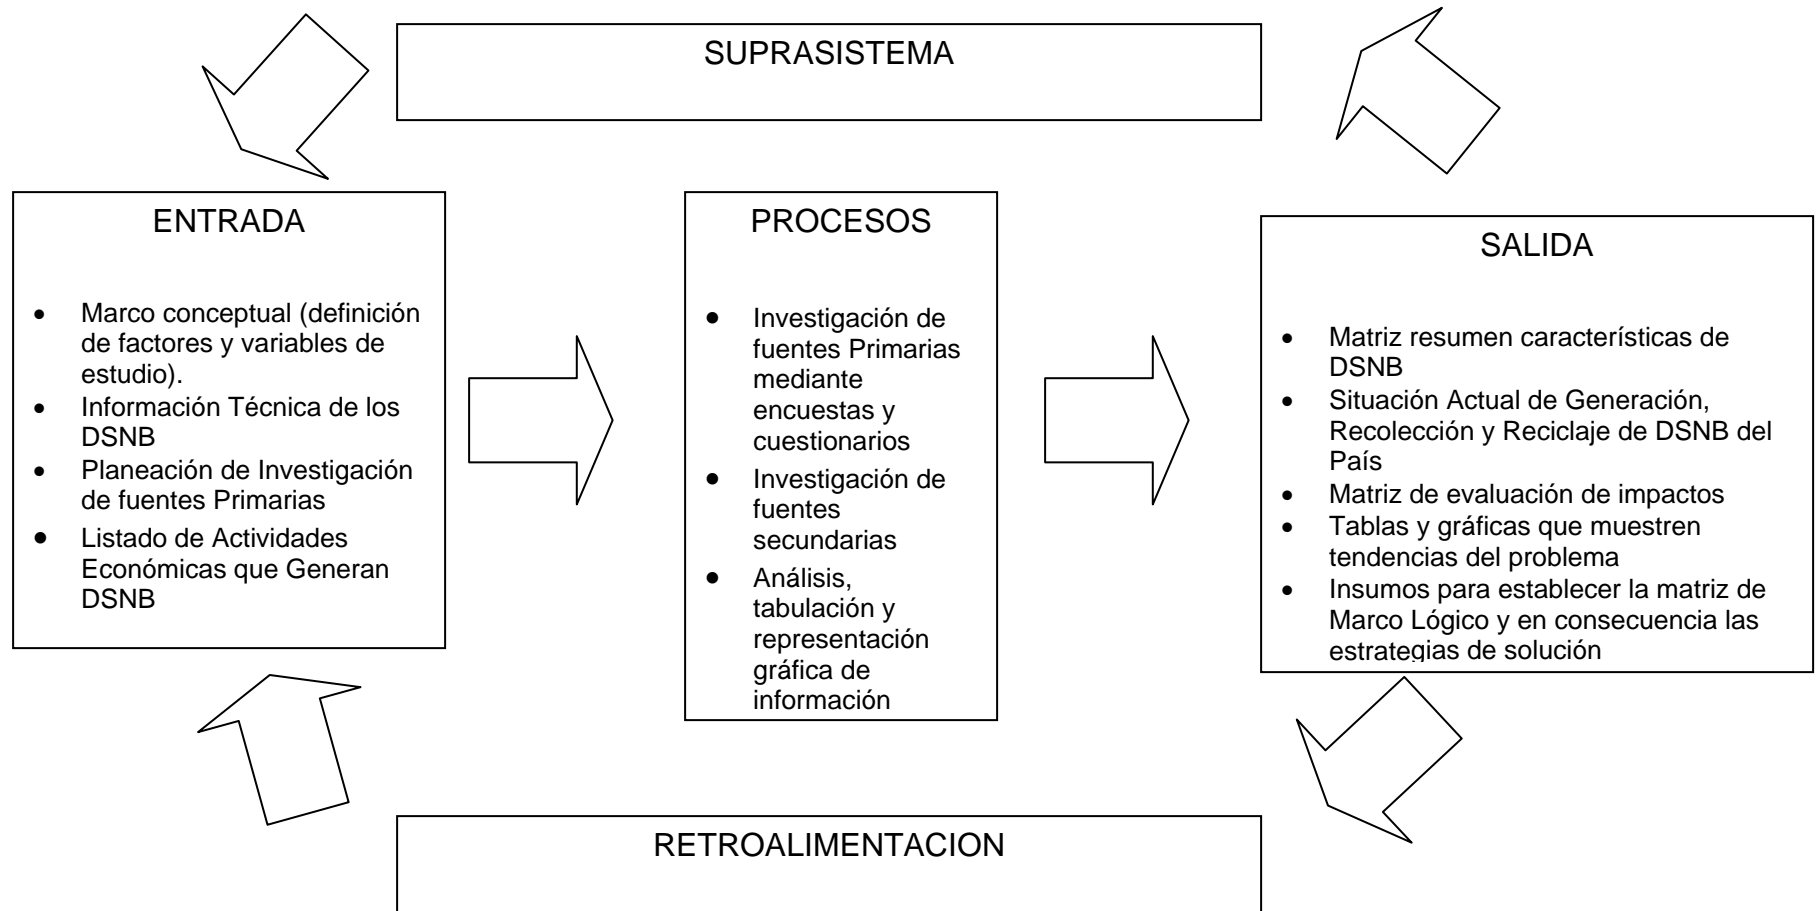 SUPRASISTEMA
ENTRADA
• Marco conceptual (definición
de factores y variables de
estudio).
• Información Técnica de los
DSNB
• Planeación de Investigación
de fuentes Primarias
• Listado de Actividades
Económicas que Generan
DSNB
PROCESOS
• Investigación de
fuentes Primarias
mediante
encuestas y
cuestionarios
• Investigación de
fuentes
secundarias
• Análisis,
tabulación y
representación
gráfica de
información
SALIDA
• Matriz resumen características de
DSNB
• Situación Actual de Generación,
Recolección y Reciclaje de DSNB del
País
• Matriz de evaluación de impactos
• Tablas y gráficas que muestren
tendencias del problema
• Insumos para establecer la matriz de
Marco Lógico y en consecuencia las
estrategias de solución
RETROALIMENTACION